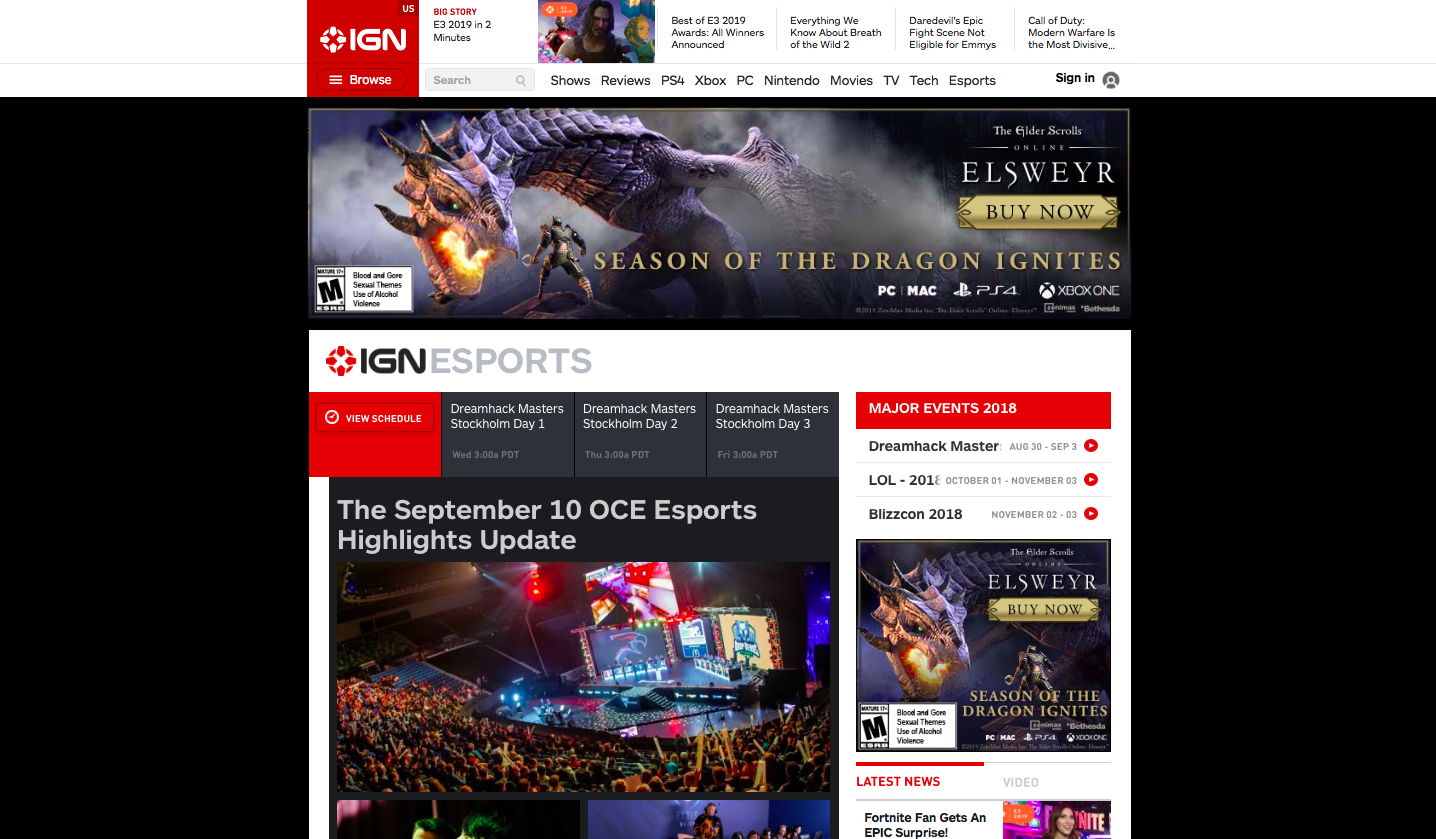 US
IGN
BIG STORY
E3 2019 in 2
Minutes
Best of E3 2019
Awards: All Winners
Announced
Everything We
Know About Breath
of the Wild 2
Daredevil's Epic
Fight Scene Not
Eligible for Emmys
Call of Duty:
Modern Warfare Is
the Most Divisive...
Browse
Search
Shows Reviews PS4 Xbox PC Nintendo Movies TV Tech Esports
Sign in
The Elder Scrolls
ONLINE
ELSWEYR
BUY NOW
SEASON OF THE DRAGON IGNITES
PC | MAC PS4 XBOX ONE
MATURE 17+
M
ESRB
Blood and Gore
Sexual Themes
Use of Alcohol
Violence
©2019 ZeniMax Media Inc. The Elder Scrolls® Online: Elsweyr™
ZeniMax Bethesda
IGN ESPORTS
VIEW SCHEDULE
Dreamhack Masters
Stockholm Day 1
Wed 3:00a PDT
Dreamhack Masters
Stockholm Day 2
Thu 3:00a PDT
Dreamhack Masters
Stockholm Day 3
Fri 3:00a PDT
The September 10 OCE Esports
Highlights Update
MAJOR EVENTS 2018
Dreamhack Master AUG 30 - SEP 3
LOL - 2018 OCTOBER 01 - NOVEMBER 03
Blizzcon 2018 NOVEMBER 02 - 03
The Elder Scrolls
ONLINE
ELSWEYR
BUY NOW
SEASON OF THE
DRAGON IGNITES
ZeniMax Bethesda
PC | MAC PS4 XBOX ONE
MATURE 17+
M
ESRB
Blood and Gore
Sexual Themes
Use of Alcohol
Violence
©2019 ZeniMax Media Inc. The Elder Scrolls Online: Elsweyr
LATEST NEWS
VIDEO
Fortnite Fan Gets An
EPIC Surprise!